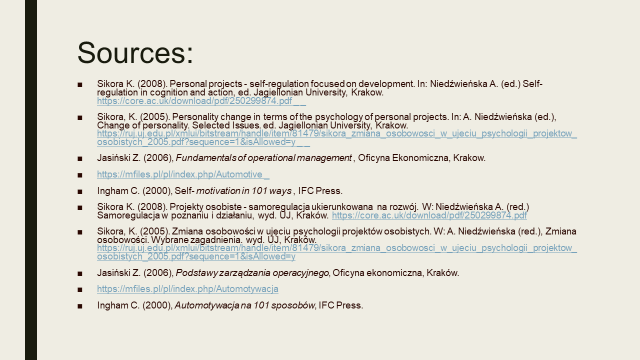 Sources:
■ Sikora K. (2008). Personal projects - self-regulation focused on development. In: Niedźwieńska A. (ed.) Self-
regulation in cognition and action, ed. Jagiellonian University, Krakow.
https://core.ac.uk/download/pdf/250299874.pdf
■ Sikora, K. (2005). Personality change in terms of the psychology of personal projects. In: A. Niedźwieńska (ed.),
Change of personality. Selected Issues. ed. Jagiellonian University, Krakow.
https://ruj.uj.edu.pl/xmlui/bitstream/handle/item/81479/sikora_zmiana_osobowosci_w_ujeciu_psychologii_projektow_
osobistych_2005.pdf?sequence=1&isAllowed=y
■ Jasiński Z. (2006), Fundamentals of operational management, Oficyna Ekonomiczna, Krakow.
■ https://mfiles.pl/pl/index.php/Automotive
■ Ingham C. (2000), Self- motivation in 101 ways , IFC Press.
■ Sikora K. (2008). Projekty osobiste - samoregulacja ukierunkowana na rozwój. W: Niedźwieńska A. (red.)
Samoregulacja w poznaniu i działaniu, wyd. UJ, Kraków. https://core.ac.uk/download/pdf/250299874.pdf
■ Sikora, K. (2005). Zmiana osobowości w ujęciu psychologii projektów osobistych. W: A. Niedźwieńska (red.), Zmiana
osobowości. Wybrane zagadnienia. wyd. UJ, Kraków.
https://ruj.uj.edu.pl/xmlui/bitstream/handle/item/81479/sikora_zmiana_osobowosci_w_ujeciu_psychologii_projektow_
osobistych_2005.pdf?sequence=1&isAllowed=y
■ Jasiński Z. (2006), Podstawy zarządzania operacyjnego, Oficyna ekonomiczna, Kraków.
■ https://mfiles.pl/pl/index.php/Automotywacja
■ Ingham C. (2000), Automotywacja na 101 sposobów, IFC Press.